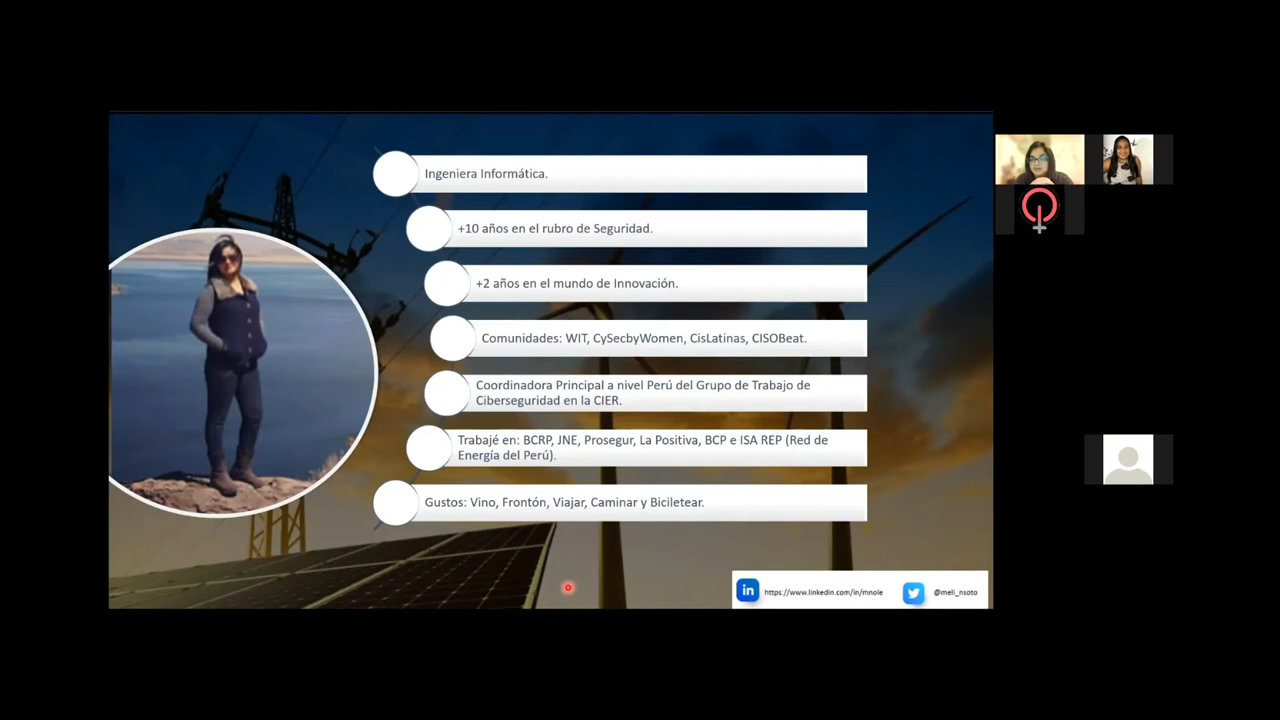 Ingeniera Informática.
+10 años en el rubro de Seguridad.
+2 años en el mundo de Innovación.
Comunidades: WIT, CySecbyWomen, CisLatinas, CISOBeat.
Coordinadora Principal a nivel Perú del Grupo de Trabajo de
Ciberseguridad en la CIER.
Trabajé en: BCRP, JNE, Prosegur, La Positiva, BCP e ISA REP (Red de
Energía del Perú).
Gustos: Vino, Frontón, Viajar, Caminar y Bicicletear.
in https://www.linkedin.com/in/mnole @meli_nsoto